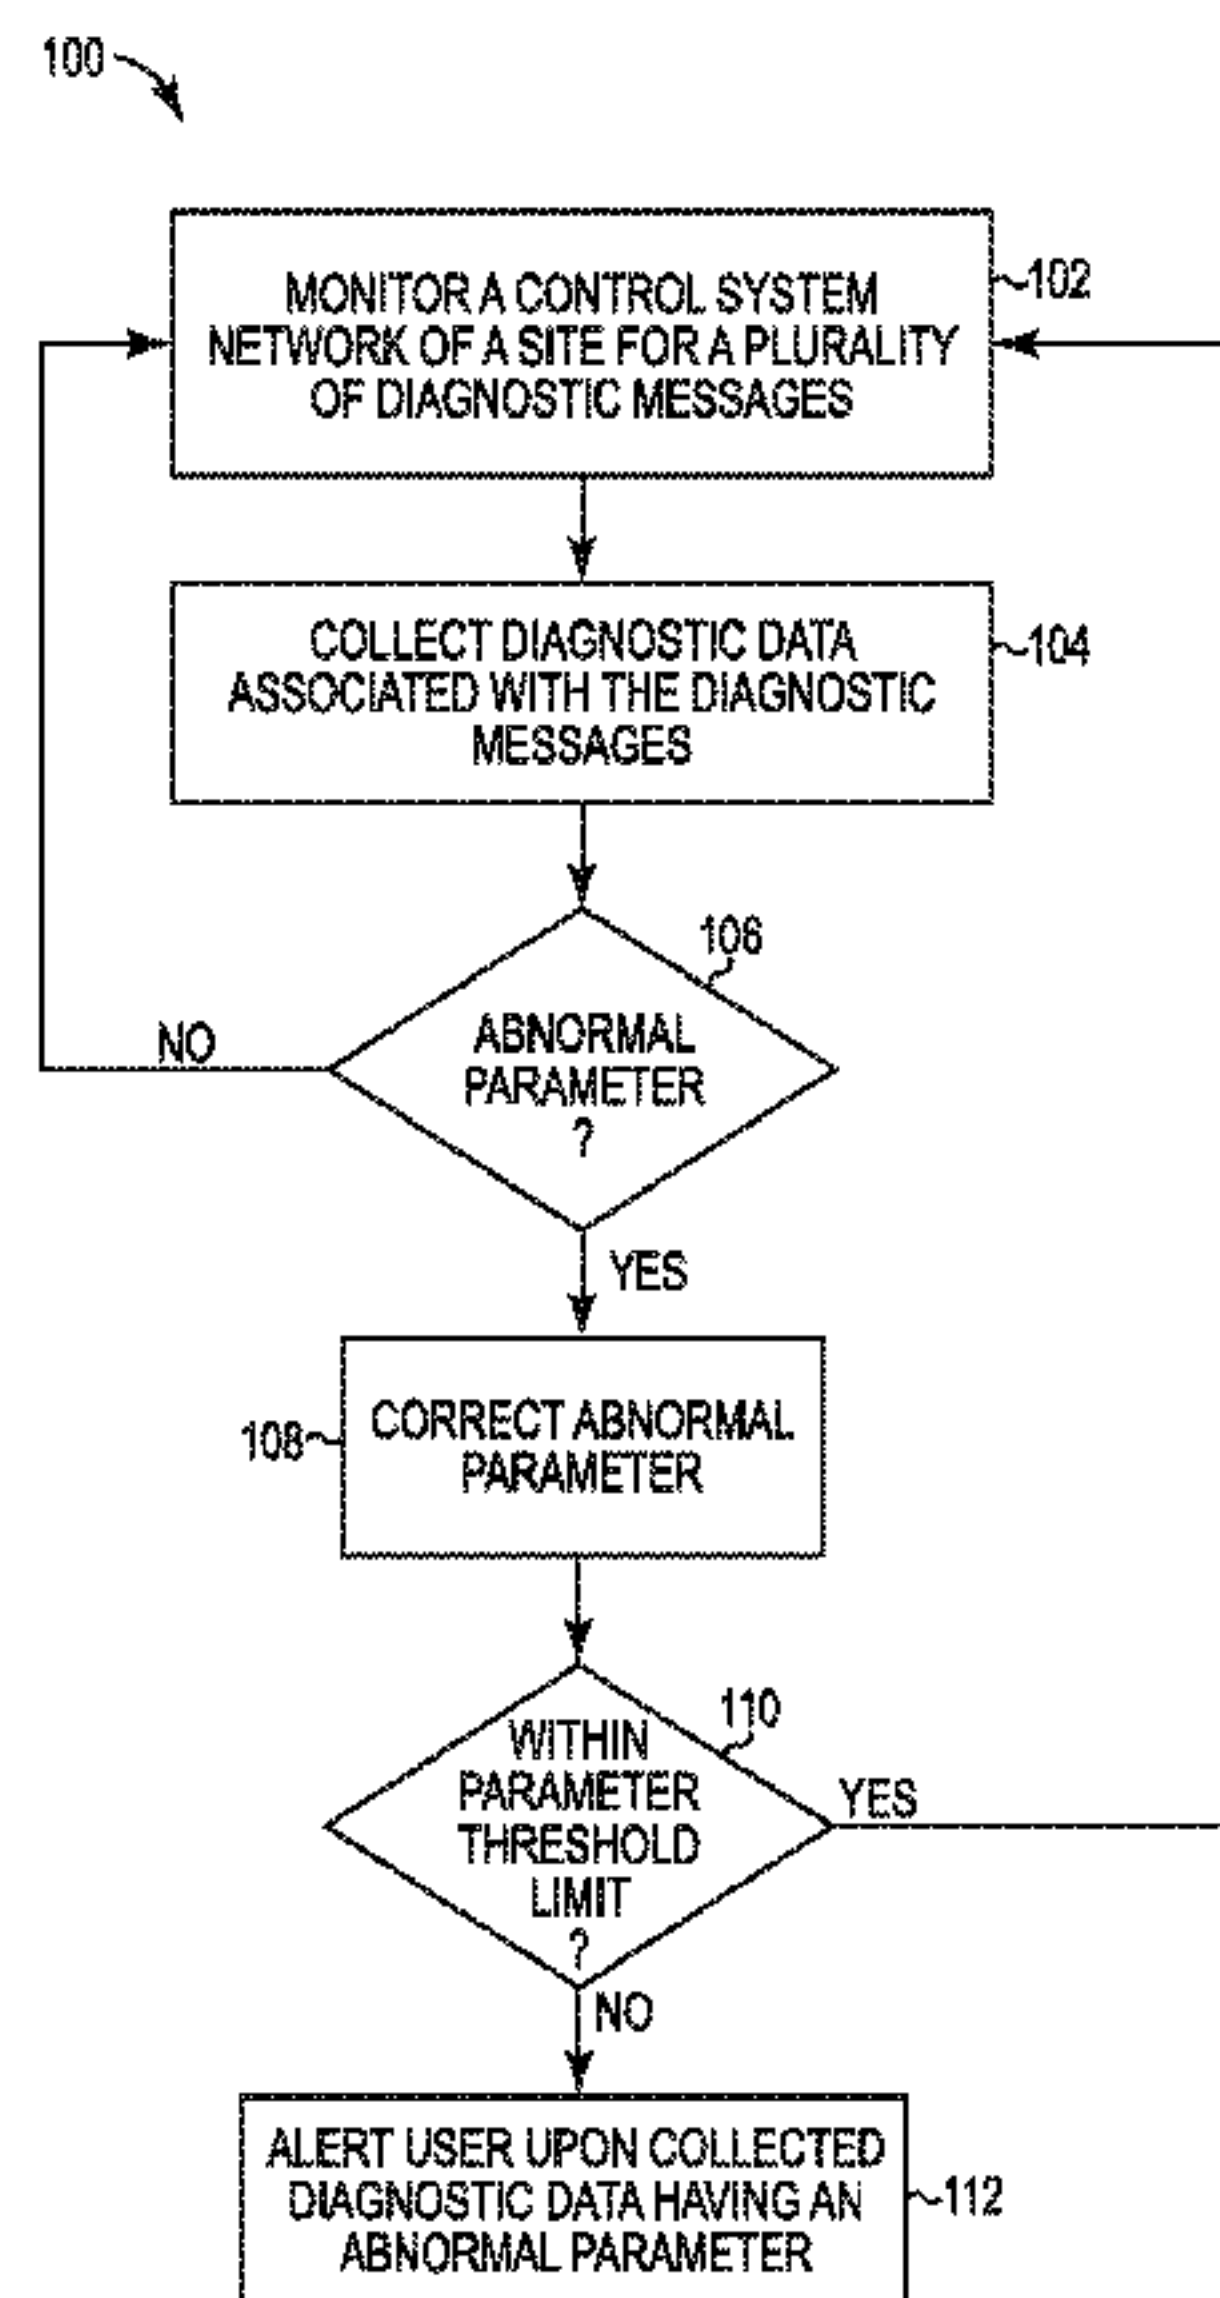 100
MONITOR A CONTROL SYSTEM
NETWORK OF A SITE FOR A PLURALITY
OF DIAGNOSTIC MESSAGES
102
COLLECT DIAGNOSTIC DATA
ASSOCIATED WITH THE DIAGNOSTIC
MESSAGES
104
106
ABNORMAL
PARAMETER
?
NO
YES
CORRECT ABNORMAL
PARAMETER
108
110
WITHIN
PARAMETER
THRESHOLD
LIMIT
?
YES
NO
ALERT USER UPON COLLECTED
DIAGNOSTIC DATA HAVING AN
ABNORMAL PARAMETER
112